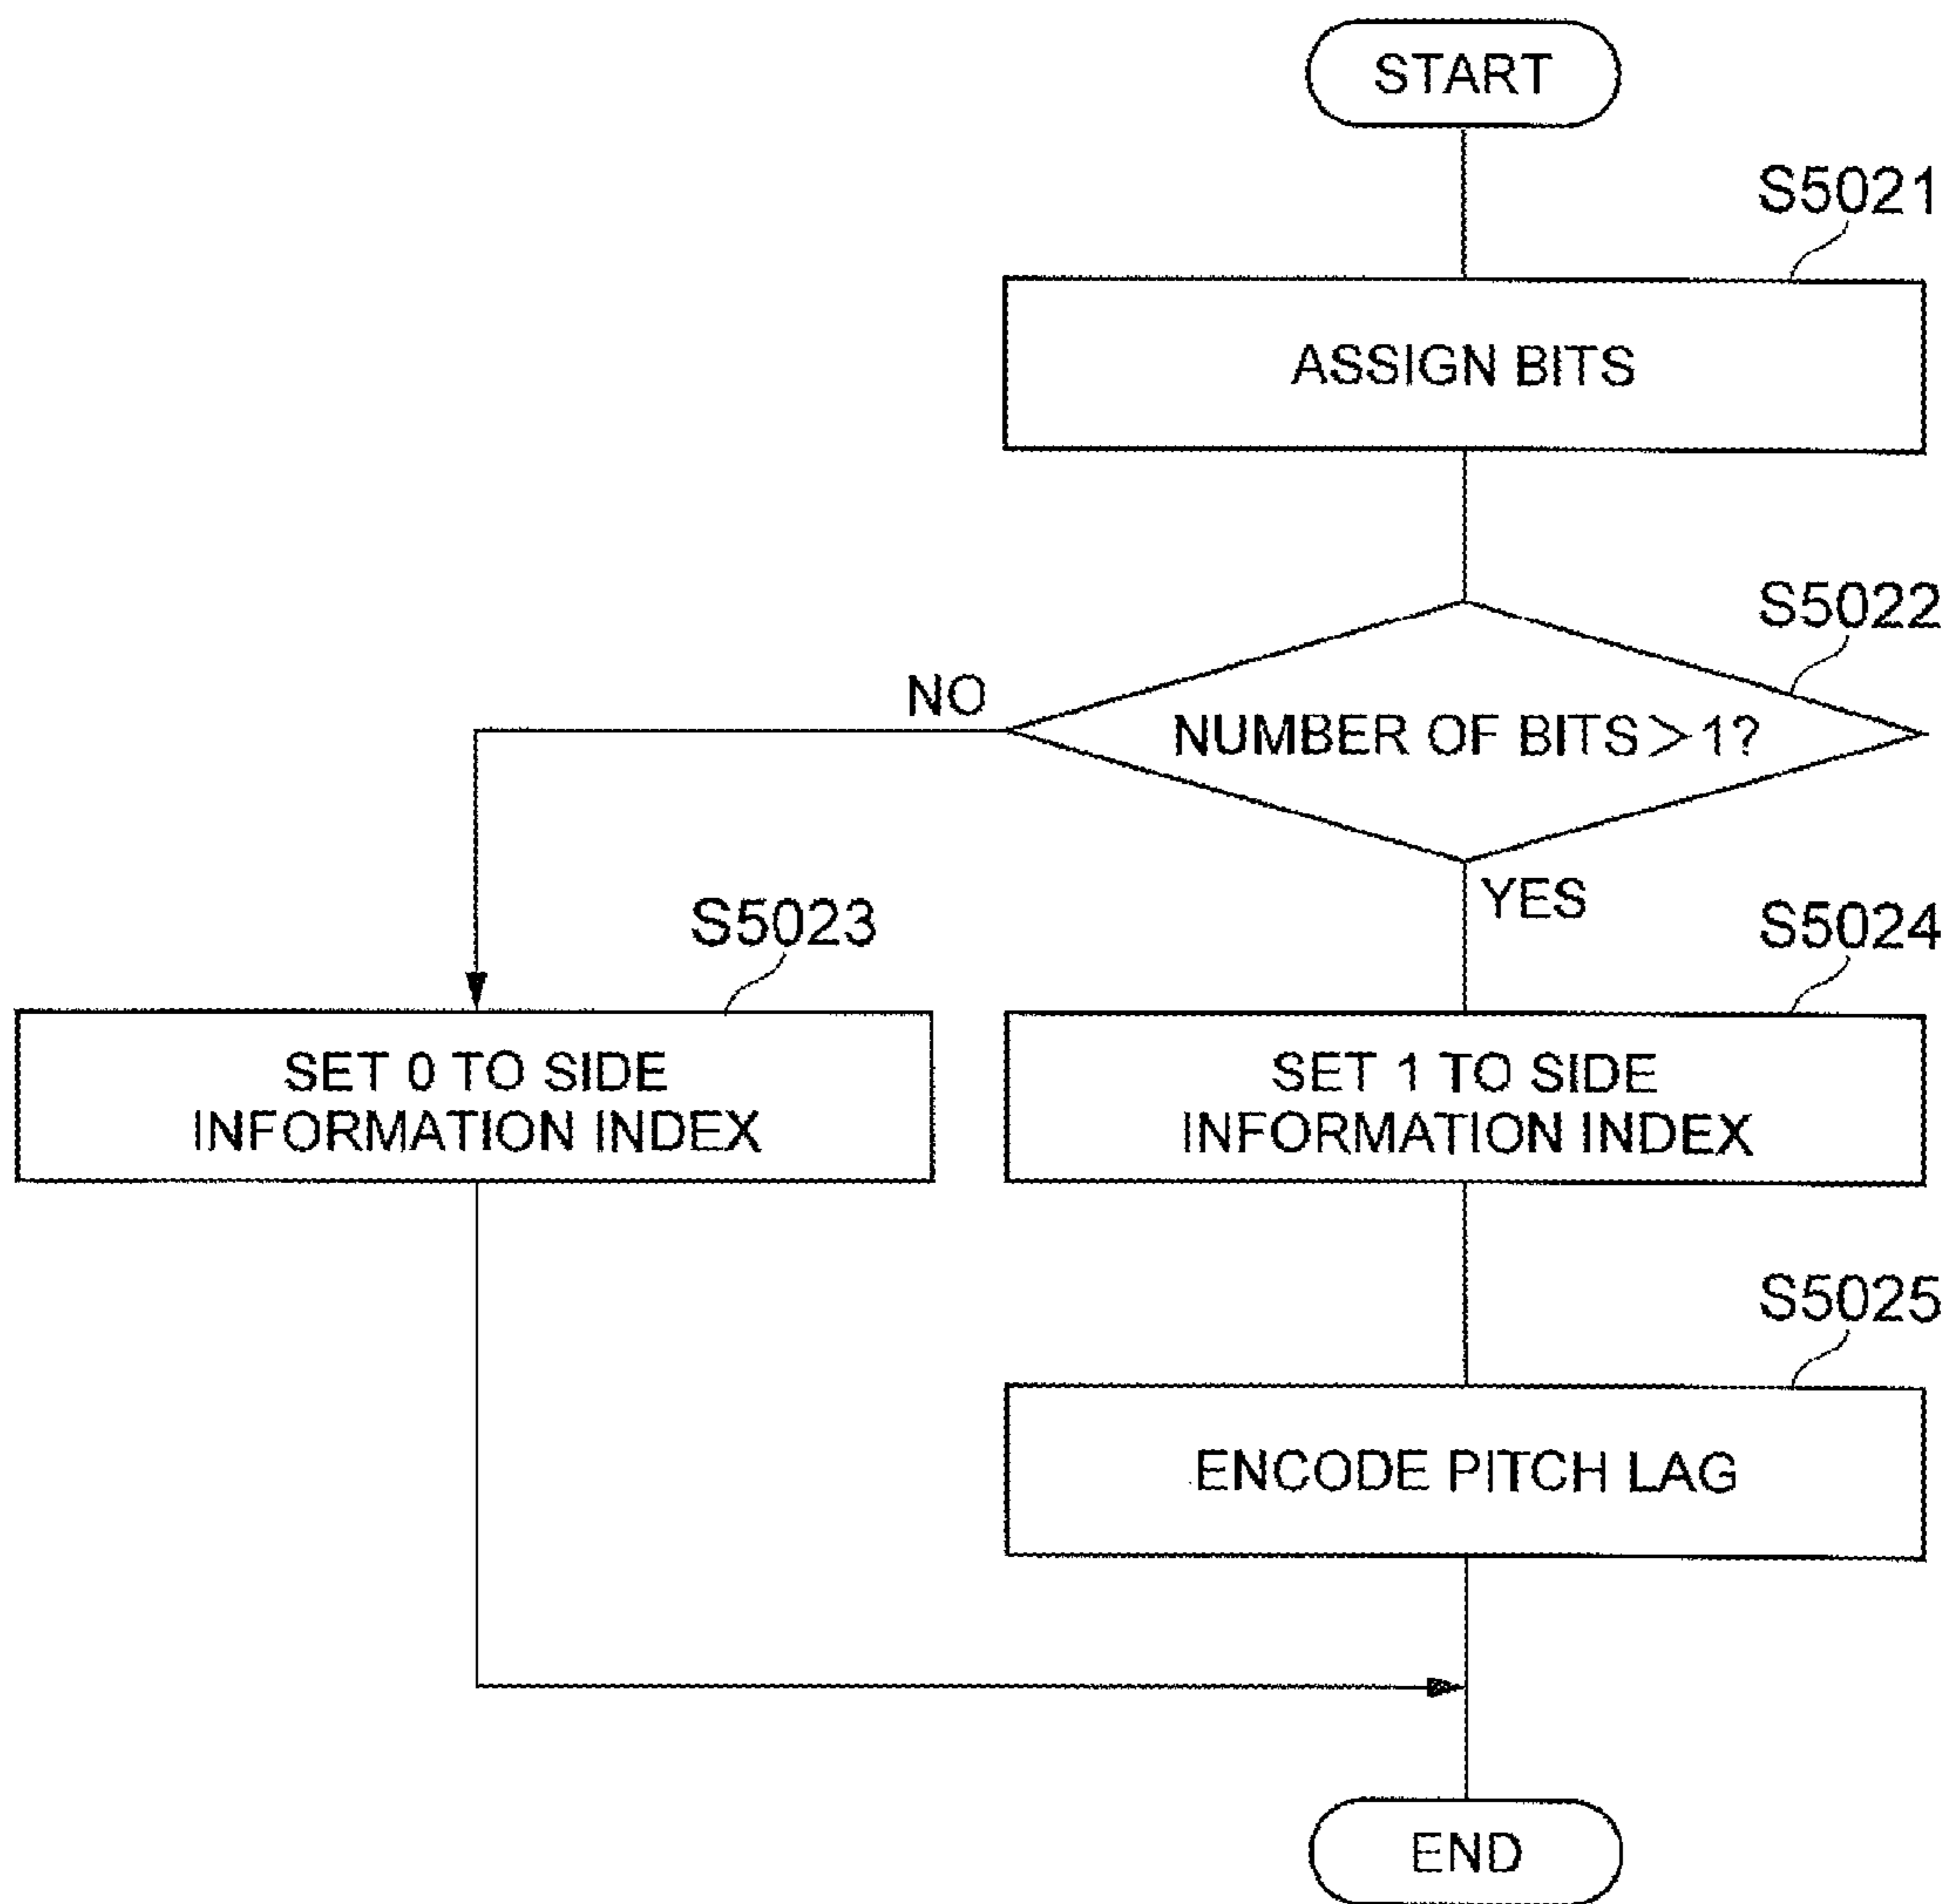 START
S5021
ASSIGN BITS
S5022
NO
NUMBER OF BITS>1?
YES
S5023
S5024
SET 0 TO SIDE
INFORMATION INDEX
SET 1 TO SIDE
INFORMATION INDEX
S5025
ENCODE PITCH LAG
END